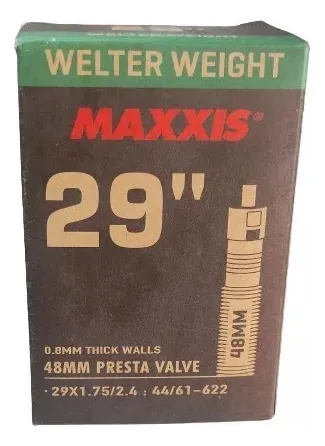 WELTER WEIGHT
MAXXIS®
29"
48MM
0.8MM THICK WALLS
48MM PRESTA VALVE
·29X1.75/2.4 : 44/61-622